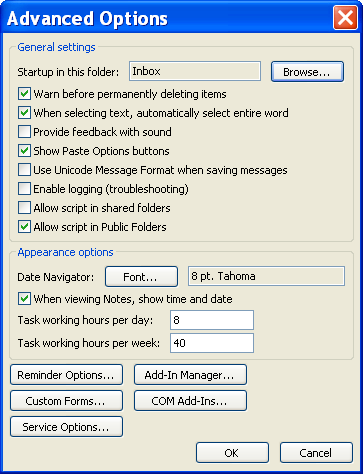 Advanced Options
General settings
Startup in this folder: Inbox Browse...
Warn before permanently deleting items
When selecting text, automatically select entire word
Provide feedback with sound
Show Paste Options buttons
Use Unicode Message Format when saving messages
Enable logging (troubleshooting)
Allow script in shared folders
Allow script in Public Folders
Appearance options
Date Navigator: Font... 8 pt. Tahoma
When viewing Notes, show time and date
Task working hours per day: 8
Task working hours per week: 40
Reminder Options... Add-In Manager...
Custom Forms... COM Add-Ins...
Service Options...
OK Cancel